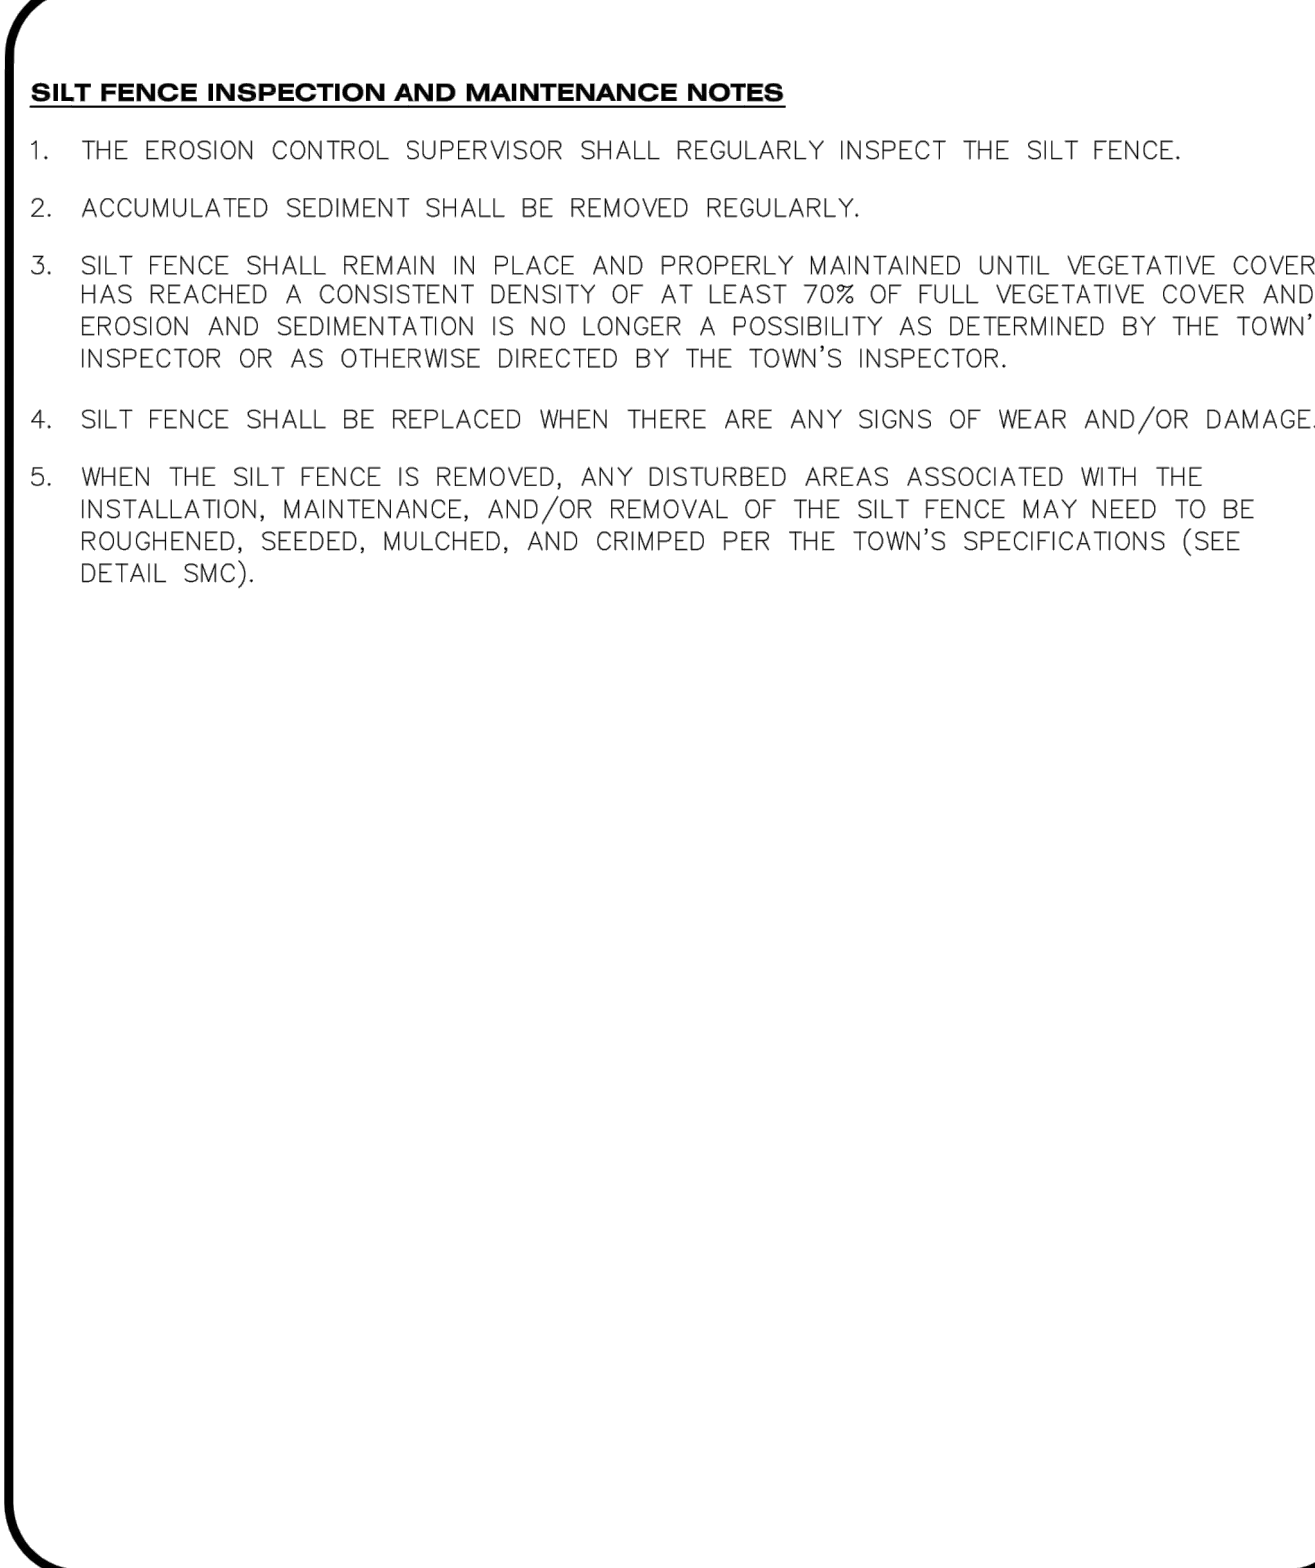 SILT FENCE INSPECTION AND MAINTENANCE NOTES
1. THE EROSION CONTROL SUPERVISOR SHALL REGULARLY INSPECT THE SILT FENCE.
2. ACCUMULATED SEDIMENT SHALL BE REMOVED REGULARLY.
3. SILT FENCE SHALL REMAIN IN PLACE AND PROPERLY MAINTAINED UNTIL VEGETATIVE COVER
HAS REACHED A CONSISTENT DENSITY OF AT LEAST 70% OF FULL VEGETATIVE COVER AND
EROSION AND SEDIMENTATION IS NO LONGER A POSSIBILITY AS DETERMINED BY THE TOWN'
INSPECTOR OR AS OTHERWISE DIRECTED BY THE TOWN'S INSPECTOR.
4. SILT FENCE SHALL BE REPLACED WHEN THERE ARE ANY SIGNS OF WEAR AND/OR DAMAGE.
5. WHEN THE SILT FENCE IS REMOVED, ANY DISTURBED AREAS ASSOCIATED WITH THE
INSTALLATION, MAINTENANCE, AND/OR REMOVAL OF THE SILT FENCE MAY NEED TO BE
ROUGHENED, SEEDED, MULCHED, AND CRIMPED PER THE TOWN'S SPECIFICATIONS (SEE
DETAIL SMC).